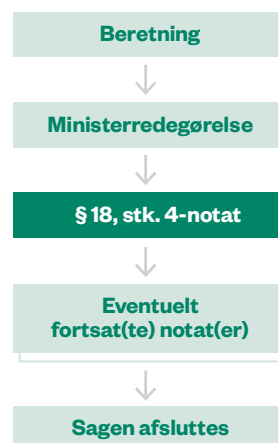 Beretning
Ministerredegørelse
§ 18, stk. 4-notat
Eventuelt
fortsat(te) notat(er)
Sagen afsluttes